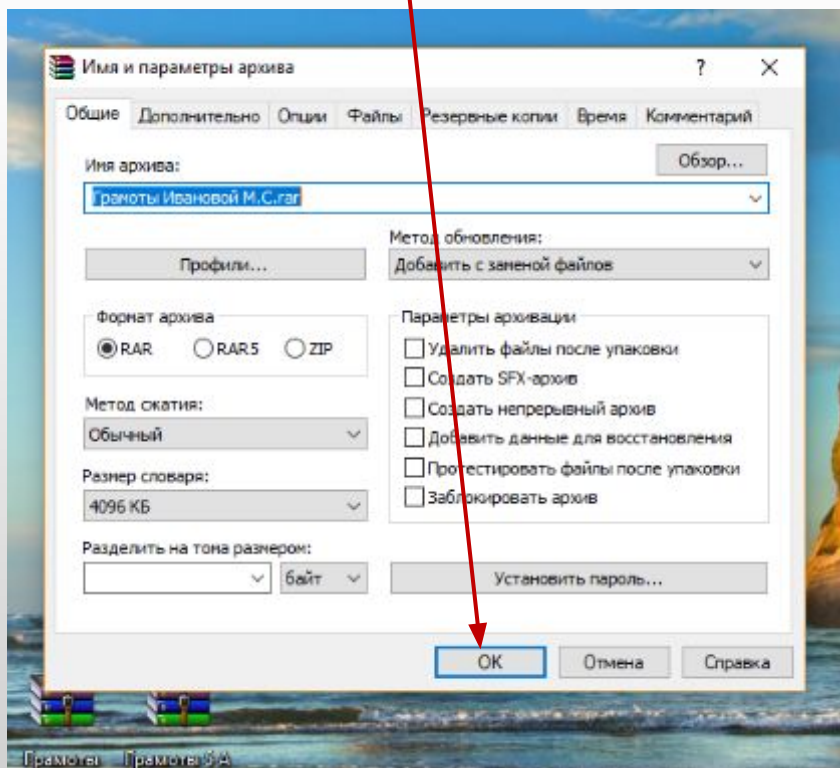 Имя и параметры архива
?
Общие Дополнительно Опции Файлы Резервные копии Время Комментарий
Имя архива:
Обзор...
Грамоты Ивановой М.С.rar
Метод обновления:
Профили...
Добавить с заменой файлов
Формат архива
RAR RAR5 ZIP
Метод сжатия:
Обычный
Размер словаря:
4096 КБ
Разделить на тома размером:
байт
Параметры архивации
Удалить файлы после упаковки
Создать SFX-архив
Создать непрерывный архив
Добавить данные для восстановления
Протестировать файлы после упаковки
Заблокировать архив
Установить пароль...
ОК Отмена Справка
Грамоты Грамоты 5 А